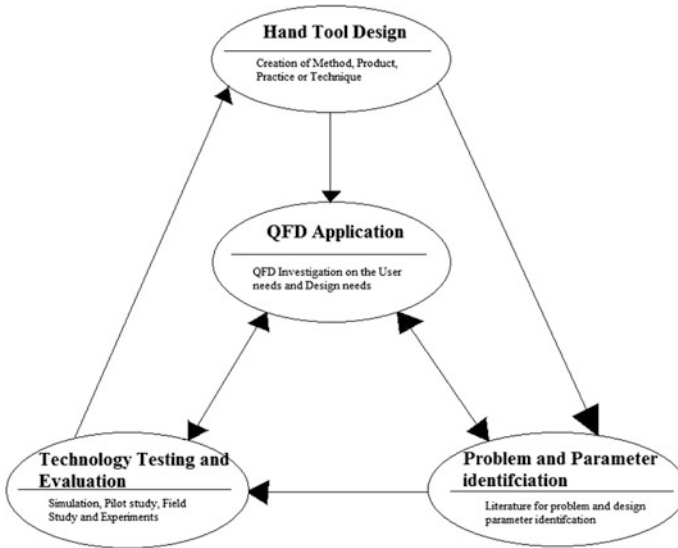 Hand Tool Design
Creation of Method, Product,
Practice or Technique
QFD Application
QFD Investigation on the User
needs and Design needs
Technology Testing and
Evaluation
Simulation, Pilot study, Field
Study and Experiments
Problem and Parameter
identifciation
Literature for problem and design
parameter identifcation